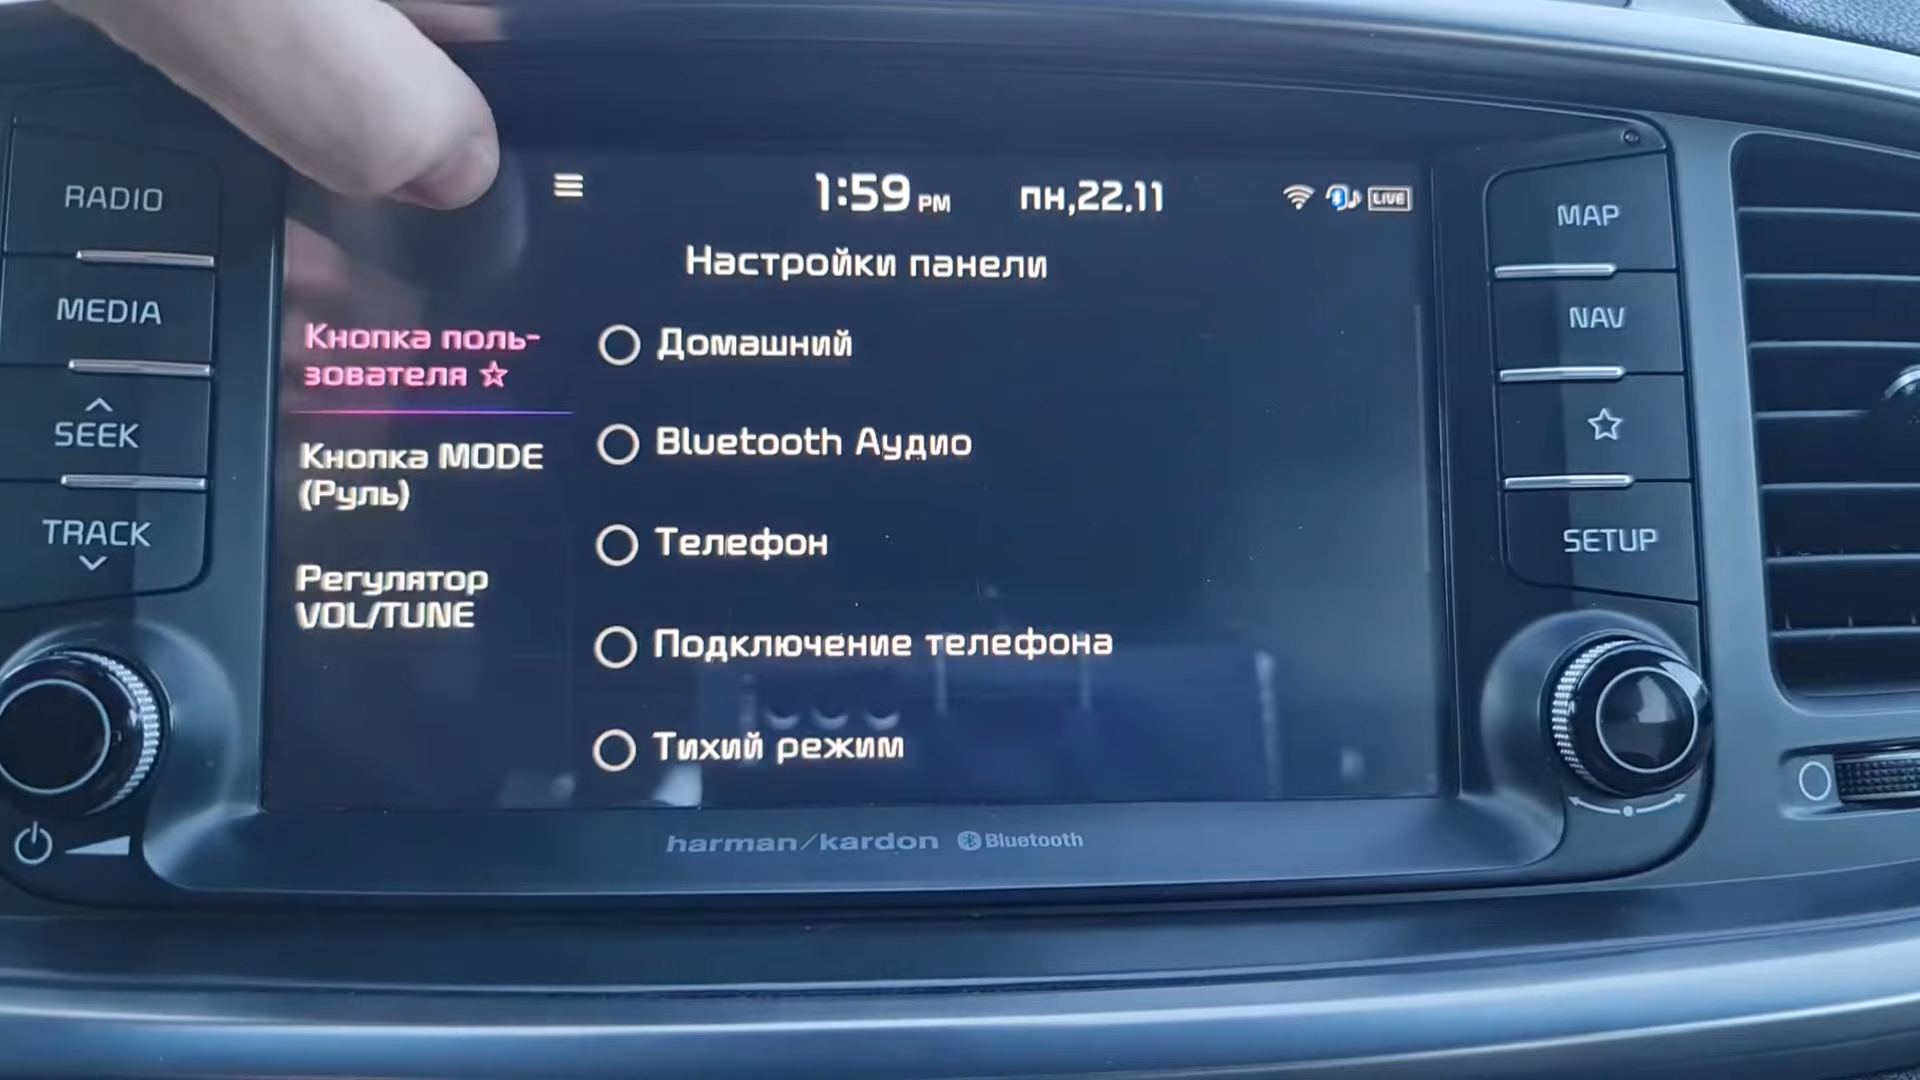 RADIO
MEDIA
SEEK
TRACK
1:59 PM
пн,22.11
LIVE
Настройки панели
Кнопка поль-
зователя ☆
Кнопка MODE
(Руль)
Регулятор
VOL/TUNE
Домашний
Bluetooth Аудио
Телефон
Подключение телефона
Тихий режим
MAP
NAV
☆
SETUP
harman/kardon
Bluetooth